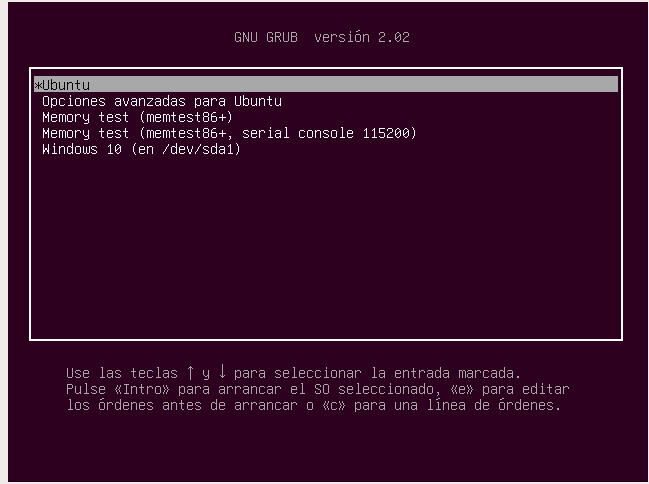 GNU GRUB  versión 2.02
*Ubuntu
Opciones avanzadas para Ubuntu
Memory test (memtest86+)
Memory test (memtest86+, serial console 115200)
Windows 10 (en /dev/sda1)
Use las teclas ↑ y ↓ para seleccionar la entrada marcada.
Pulse «Intro» para arrancar el SO seleccionado, «e» para editar
los órdenes antes de arrancar o «c» para una línea de órdenes.